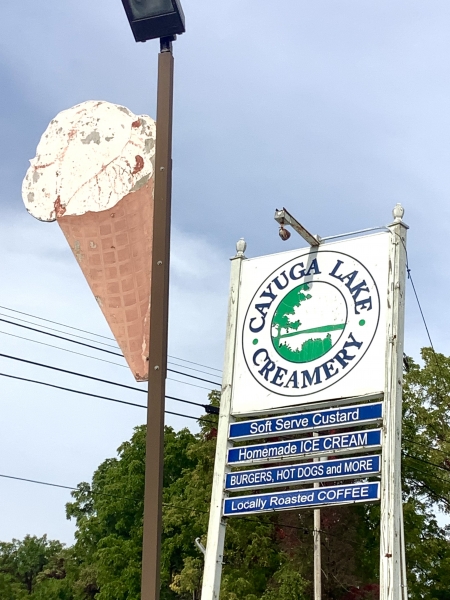 CAYUGA LAKE
CREAMERY
Soft Serve Custard
Homemade ICE CREAM
BURGERS, HOT DOGS and MORE
Locally Roasted COFFEE